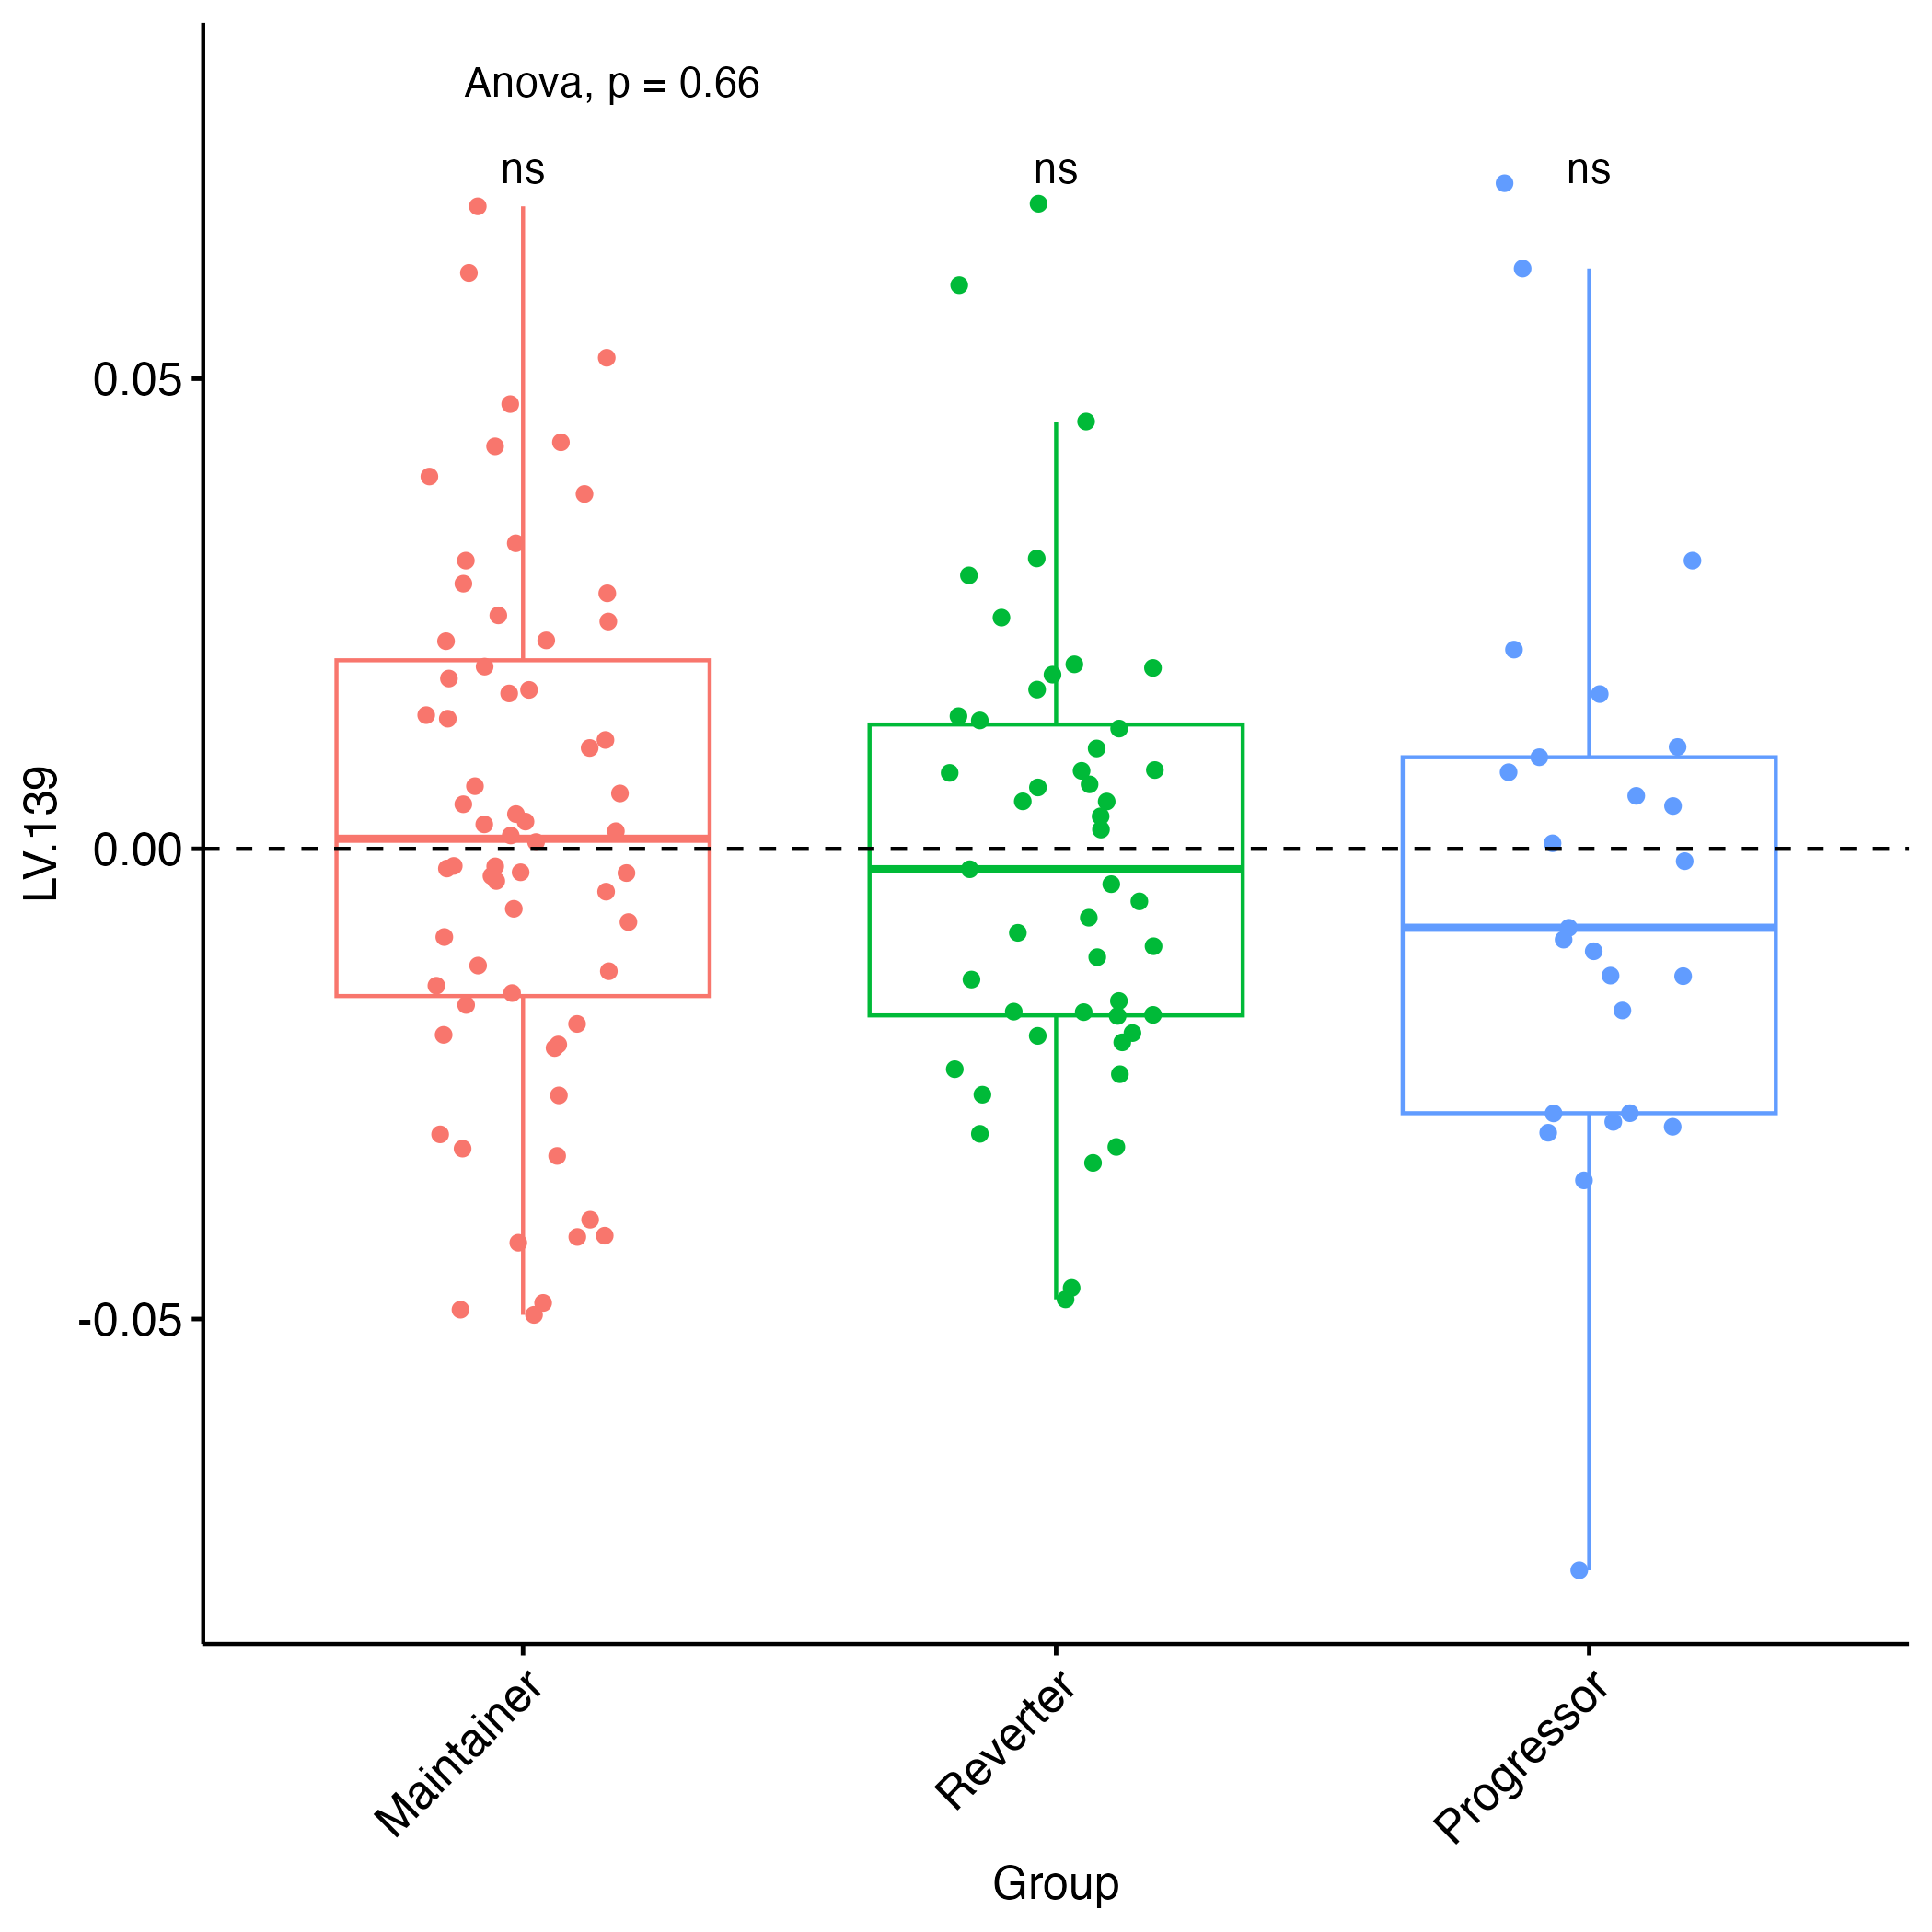 Anova, p = 0.66
ns ns ns
0.05
0.00
-0.05
LV.139
Maintainer Reverter Progressor
Group